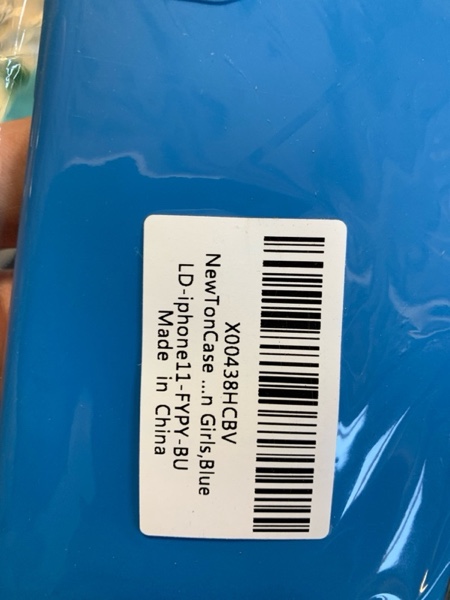 X00438HCBV
NewTonCase ...n Girls,Blue
LD-iphone11-FYPY-BU
Made in China